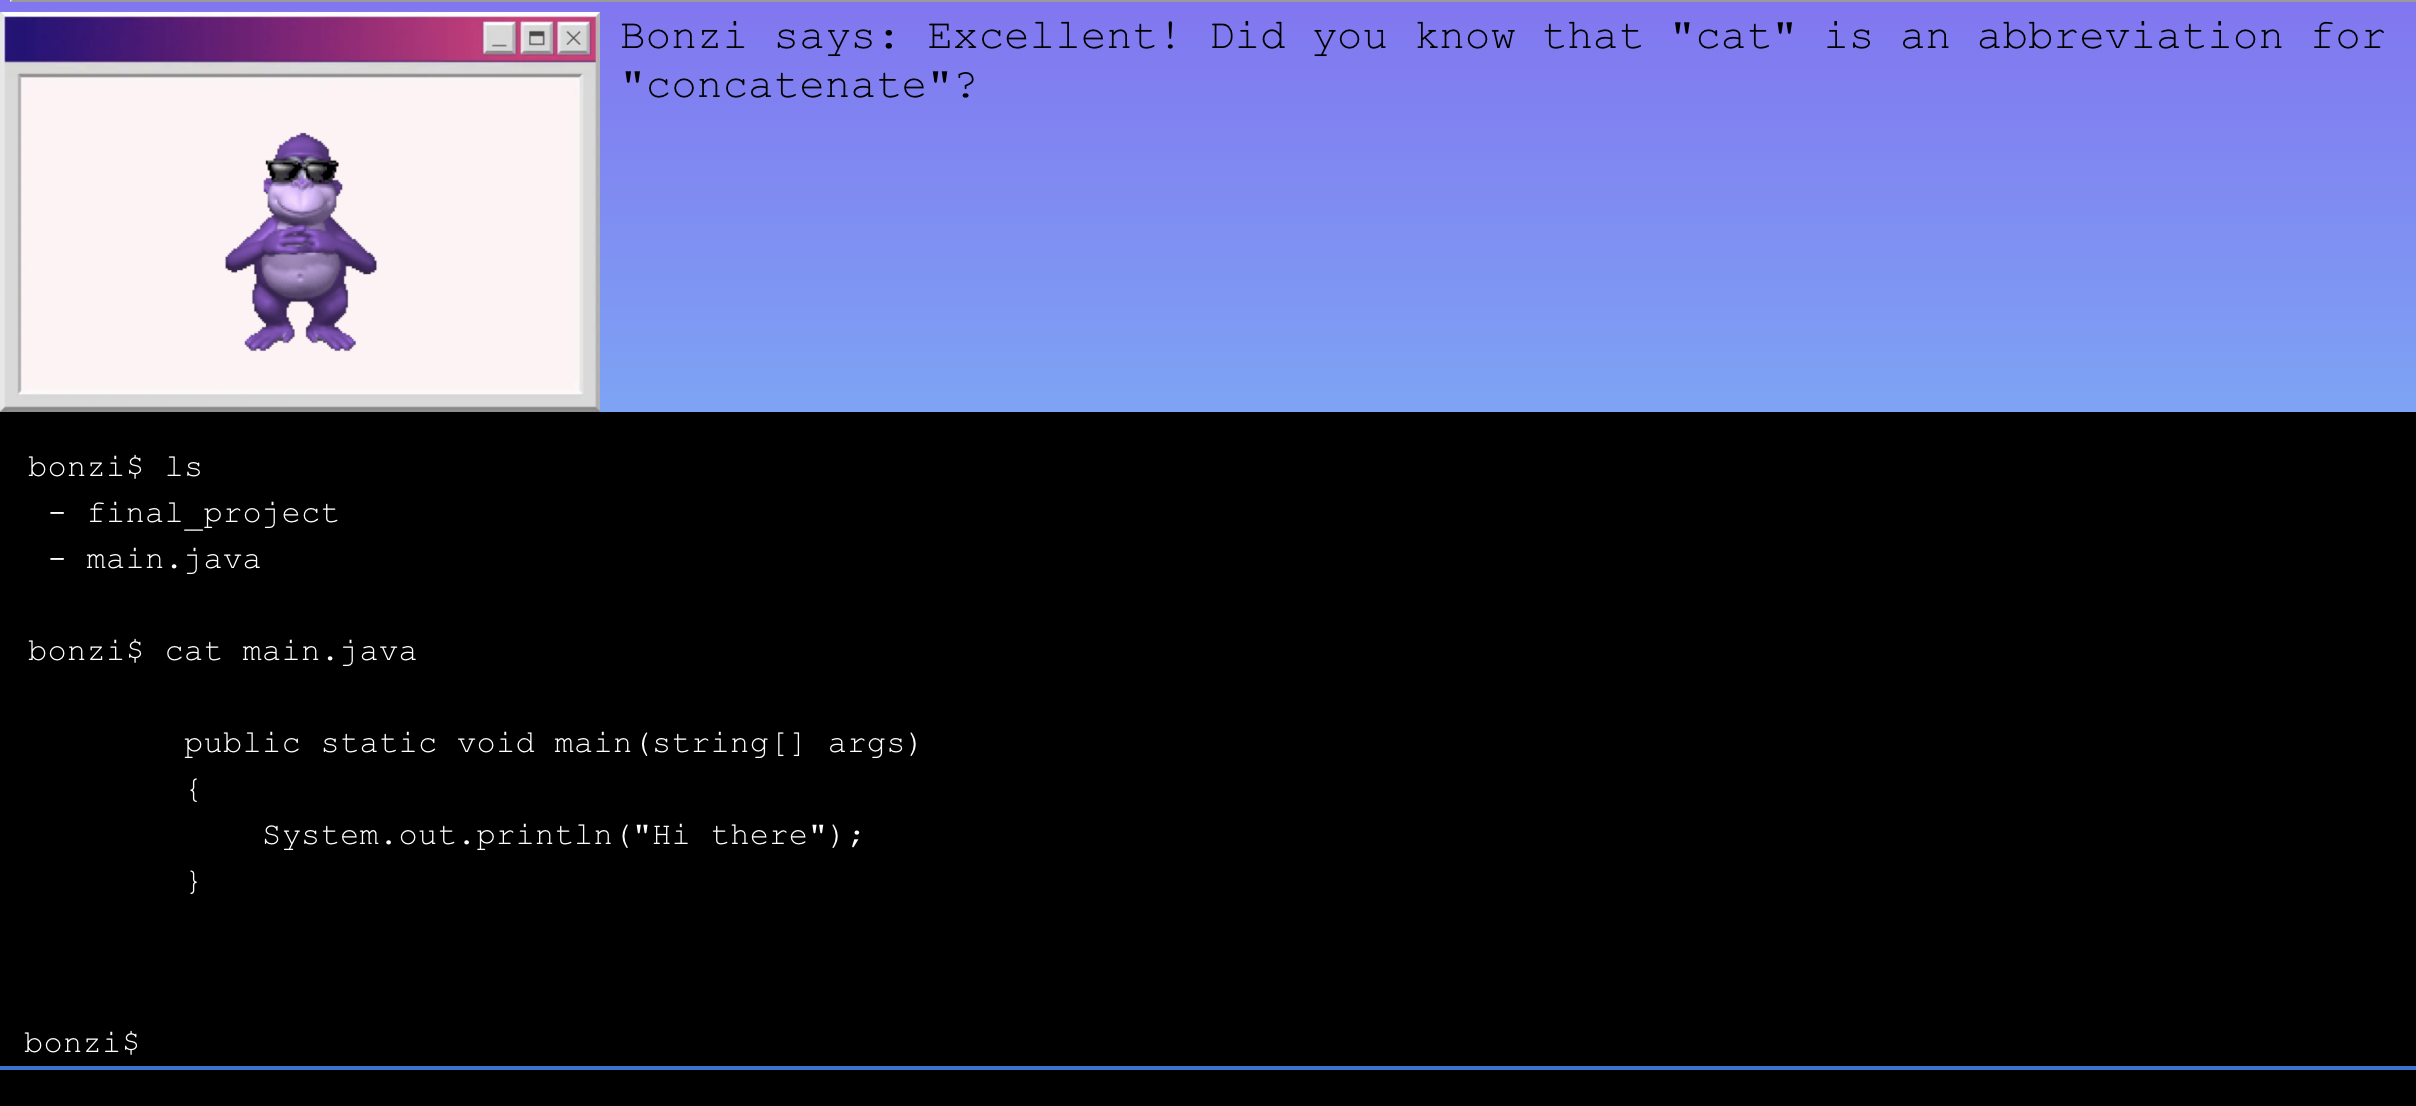 Bonzi says: Excellent! Did you know that "cat" is an abbreviation for
"concatenate"?
bonzi$ ls
- final_project
- main.java
bonzi$ cat main.java
public static void main(string[] args)
{
System.out.println("Hi there");
}
bonzi$